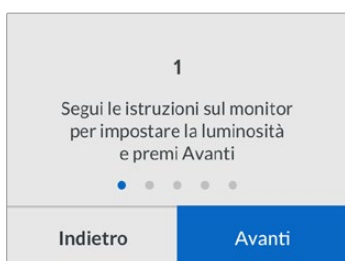 1
Segui le istruzioni sul monitor
per impostare la luminosità
e premi Avanti
Indietro
Avanti